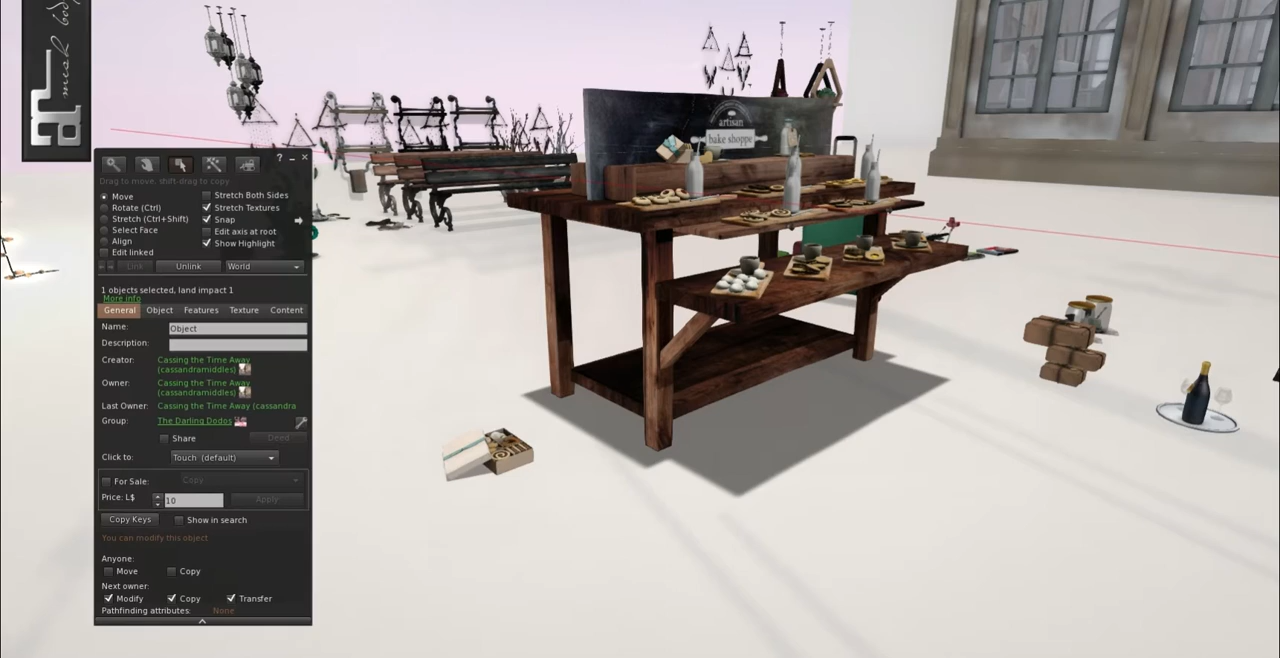 mesh body
artisan
bake shoppe
? _ ×
Drag to move, shift-drag to copy
Move
Rotate (Ctrl)
Stretch (Ctrl+Shift)
Select Face
Align
Edit linked
Stretch Both Sides
Stretch Textures
Snap
Edit axis at root
Show Highlight
Link Unlink World
1 objects selected, land impact 1
More info
General Object Features Texture Content
Name: Object
Description:
Creator: Cassing the Time Away
(cassandramiddles)
Owner: Cassing the Time Away
(cassandramiddles)
Last Owner: Cassing the Time Away (cassandra
Group: The Darling Dodos
Share Deed
Click to: Touch (default)
For Sale: Copy
Price: L$ 10 Apply
Copy Keys Show in search
You can modify this object
Anyone:
Move Copy
Next owner:
Modify Copy Transfer
Pathfinding attributes: None